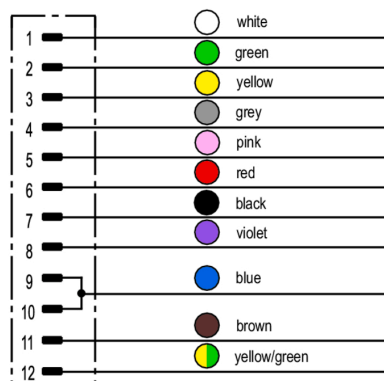 white
1
green
2
yellow
3
grey
4
pink
5
red
6
black
7
violet
8
9
blue
10
brown
11
yellow/green
12